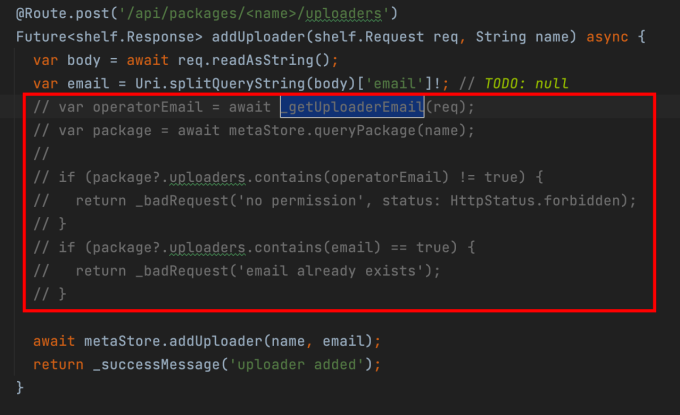 @Route.post('/api/packages/<name>/uploaders')
Future<shelf.Response> addUploader(shelf.Request req, String name) async {
  var body = await req.readAsString();
  var email = Uri.splitQueryString(body)['email']!; // TODO: null
  // var operatorEmail = await _getUploaderEmail(req);
  // var package = await metaStore.queryPackage(name);
  //
  // if (package?.uploaders.contains(operatorEmail) != true) {
  //   return _badRequest('no permission', status: HttpStatus.forbidden);
  // }
  // if (package?.uploaders.contains(email) == true) {
  //   return _badRequest('email already exists');
  // }
  await metaStore.addUploader(name, email);
  return _successMessage('uploader added');
}